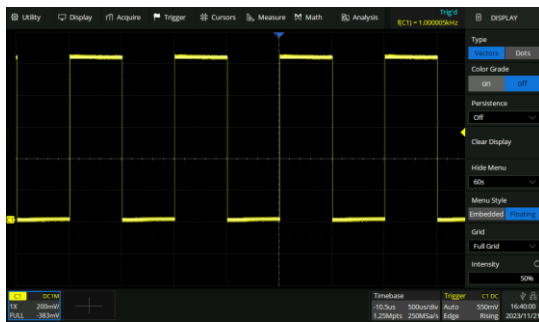 Utility Display Acquire Trigger Cursors Measure Math Analysis
Trig'd
f(C1) = 1.000005kHz
DISPLAY
Type
Vectors Dots
Color Grade
on off
Persistence
Off
Clear Display
Hide Menu
60s
Menu Style
Embedded Floating
Grid
Full Grid
Intensity
50%
C1
C1 DC1M
1X 200mV/
FULL -383mV
Timebase
-10.5us 500us/div
1.25Mpts 250MSa/s
Trigger C1 DC
Auto 550mV
Edge Rising
16:40:00
2023/11/21